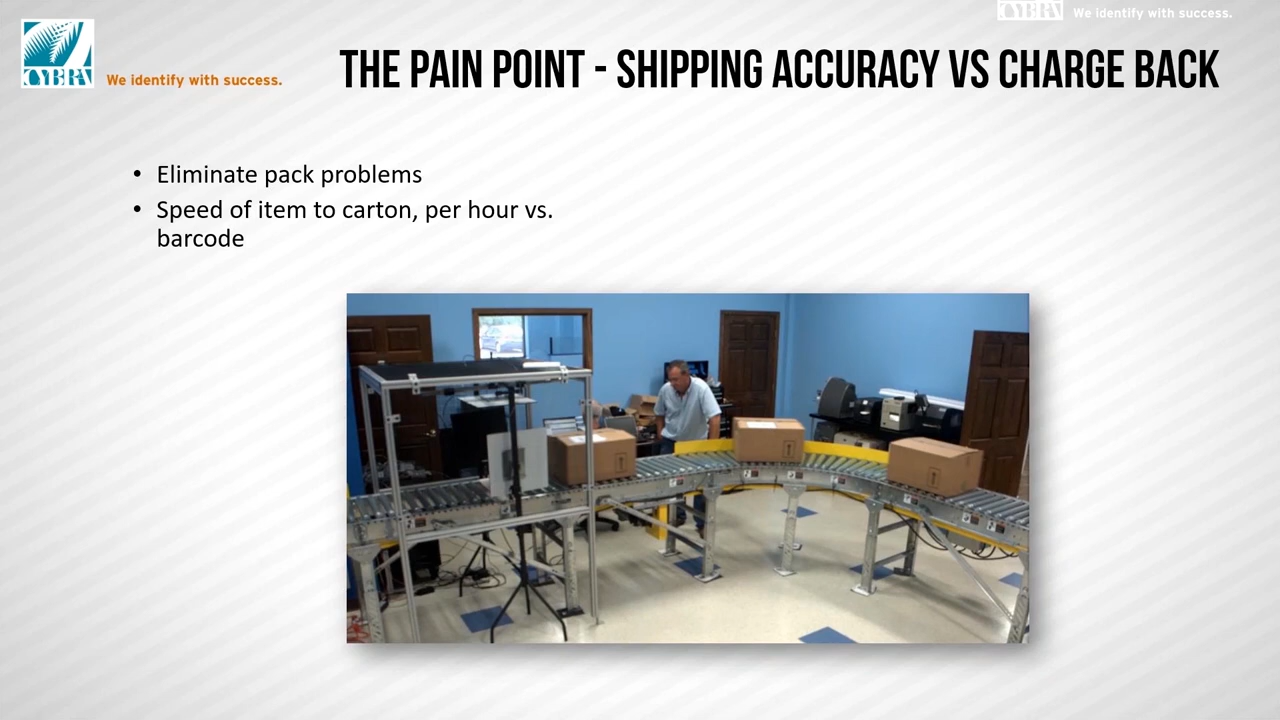 CYBRA We identify with success.
CYBRA
We identify with success.
THE PAIN POINT - SHIPPING ACCURACY VS CHARGE BACK
• Eliminate pack problems
• Speed of item to carton, per hour vs.
barcode